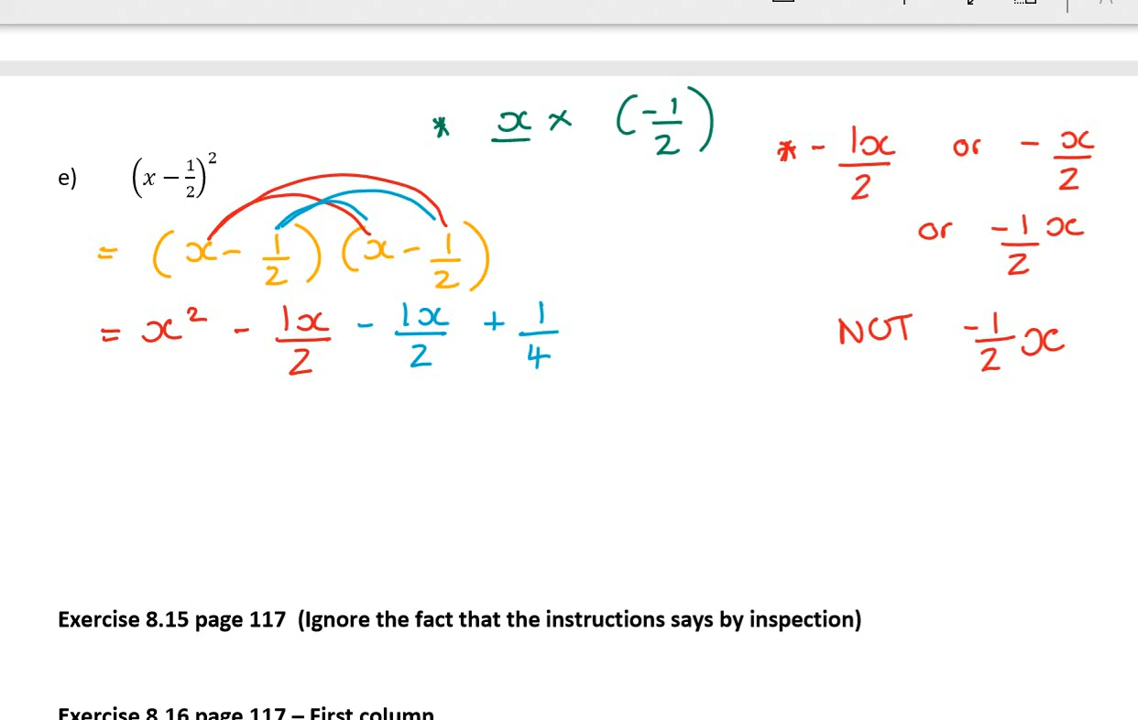 * x × (-1/2)
* - 1x/2 or - x/2
or -1/2 x
NOT -1/2 x
e) (x - 1/2)²
= (x - 1/2)(x - 1/2)
= x² - 1x/2 - 1x/2 + 1/4
Exercise 8.15 page 117 (Ignore the fact that the instructions says by inspection)
Exercise 8.16 page 117 – First column